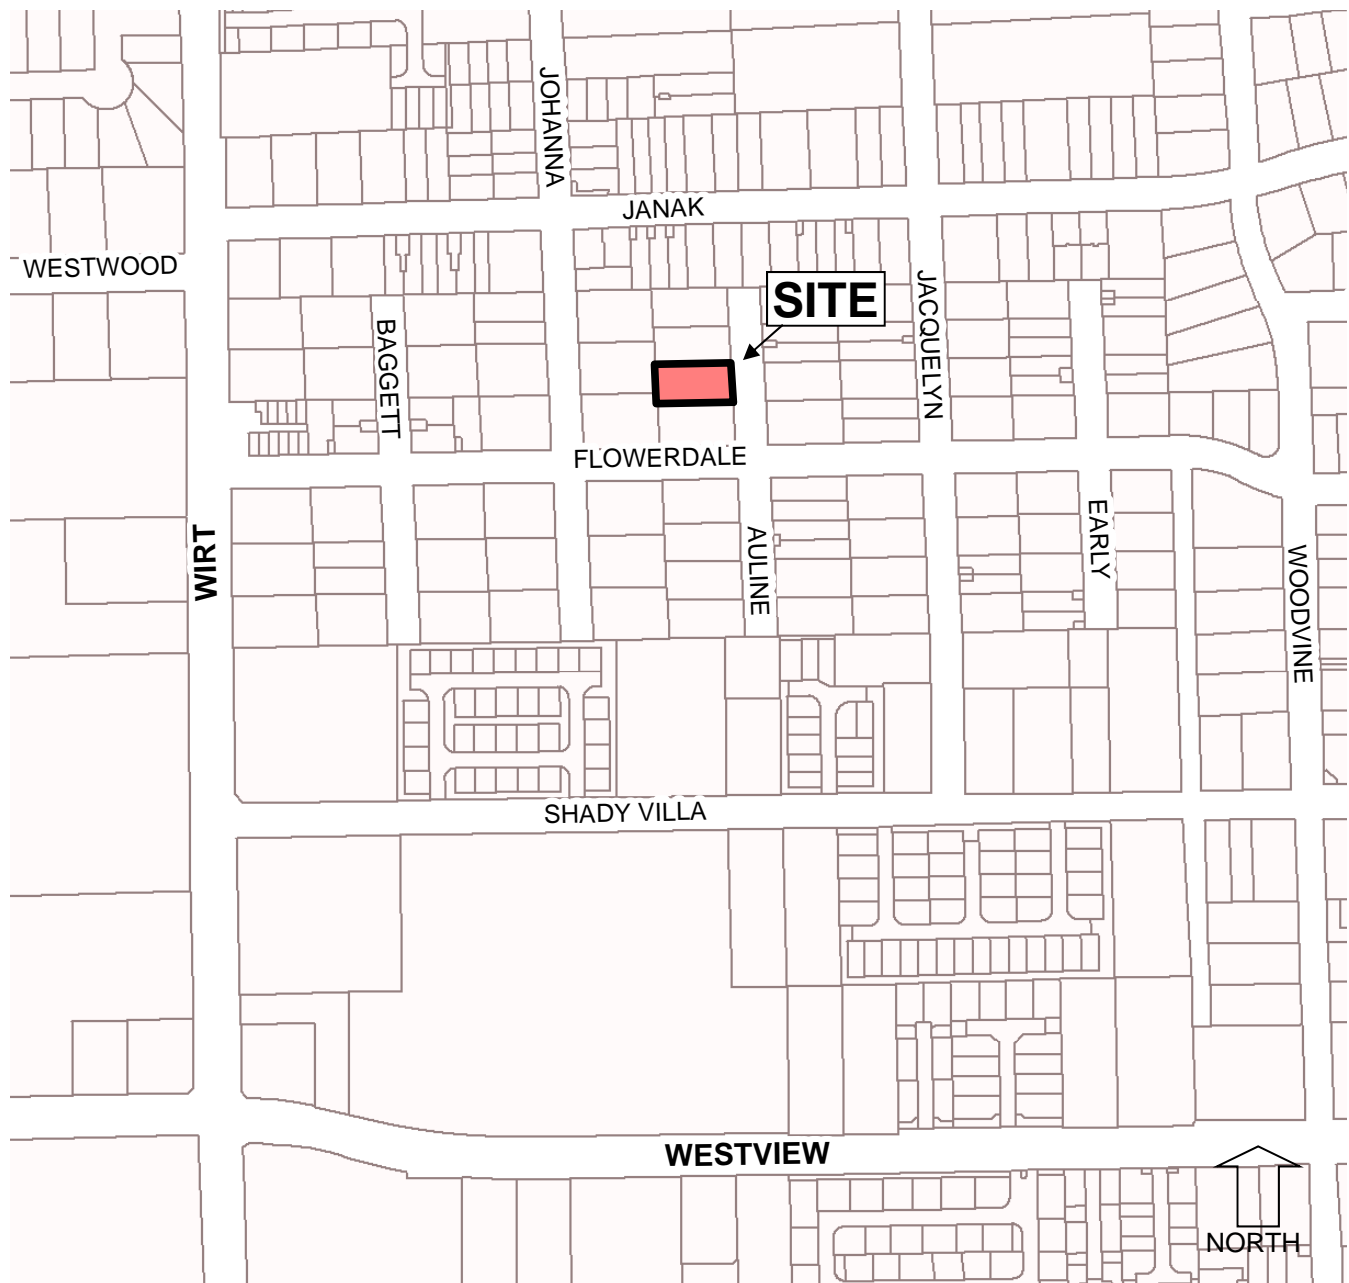 JOHANNA
JANAK
WESTWOOD
SITE
JACQUELYN
BAGGETT
FLOWERDALE
WIRT
AULINE
EARLY
WOODVINE
SHADY VILLA
WESTVIEW
NORTH